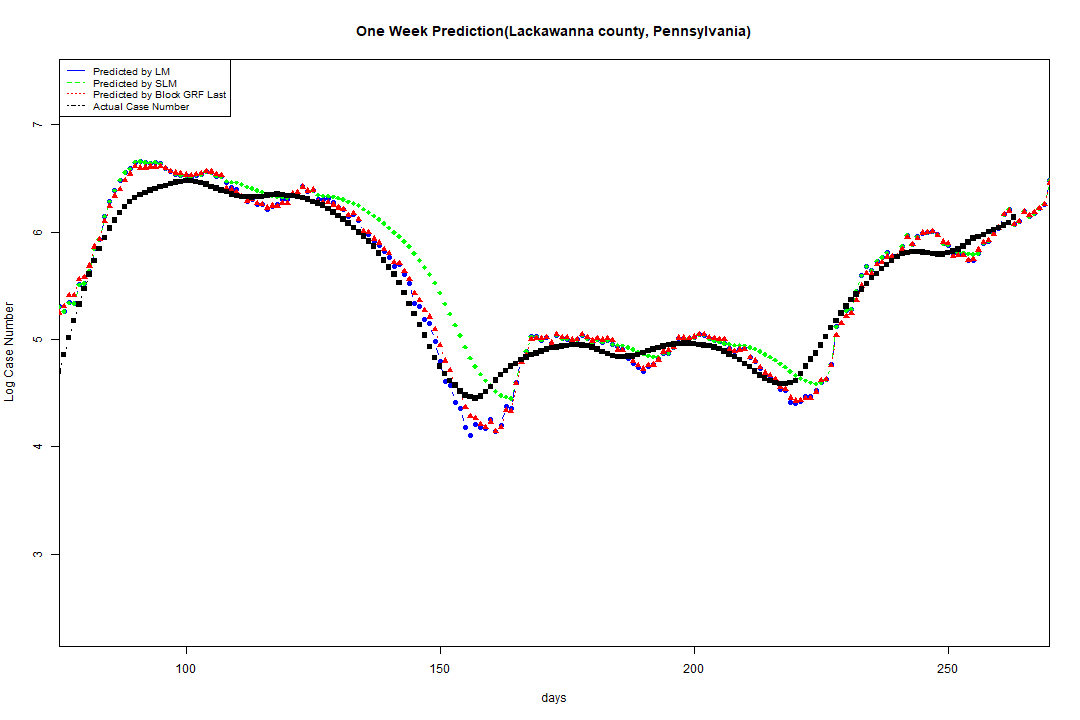 One Week Prediction(Lackawanna county, Pennsylvania)
Predicted by LM
Predicted by SLM
Predicted by Block GRF Last
Actual Case Number
7
6
5
4
3
Log Case Number
100 150 200 250
days